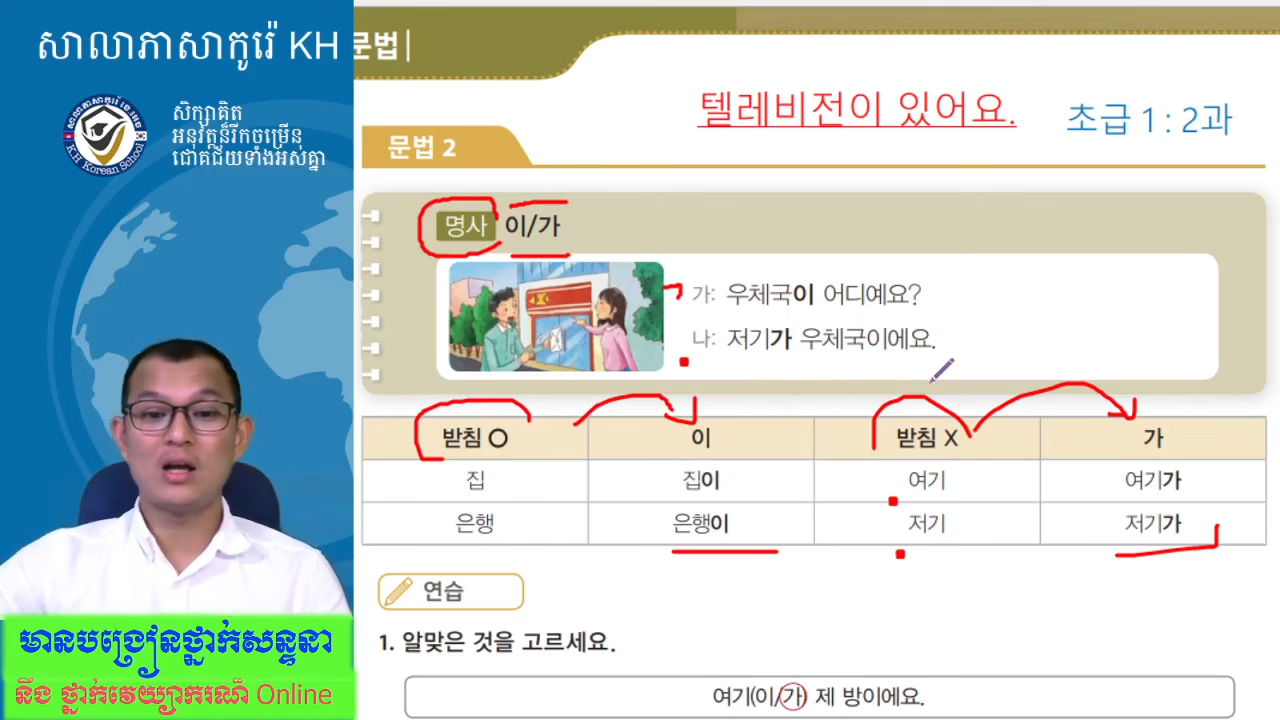 សាលាភាសាកូរ៉េ KH
សិក្សាគិត
អនុវត្តន៍រីកចម្រើន
ជោគជ័យទាំងអស់គ្នា
K.H Korean School
문법
텔레비전이 있어요.
초급 1 : 2과
문법 2
명사 이/가
가: 우체국이 어디예요?
나: 저기가 우체국이에요.
받침 O 이 받침 X 가
집 집이 여기 여기가
은행 은행이 저기 저기가
연습
1. 알맞은 것을 고르세요.
여기(이/가) 제 방이에요.
មានបង្រៀនថ្នាក់សន្ទនា
នឹង ថ្នាក់វេយ្យាករណ៍ Online